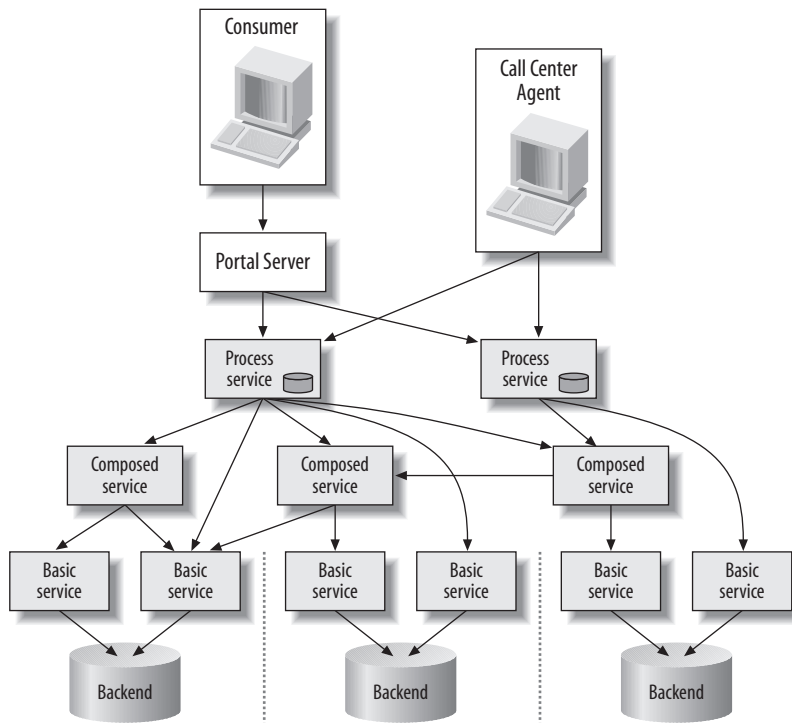 Consumer
Call Center
Agent
Portal Server
Process
service
Process
service
Composed
service
Composed
service
Composed
service
Basic
service
Basic
service
Basic
service
Basic
service
Basic
service
Basic
service
Backend
Backend
Backend